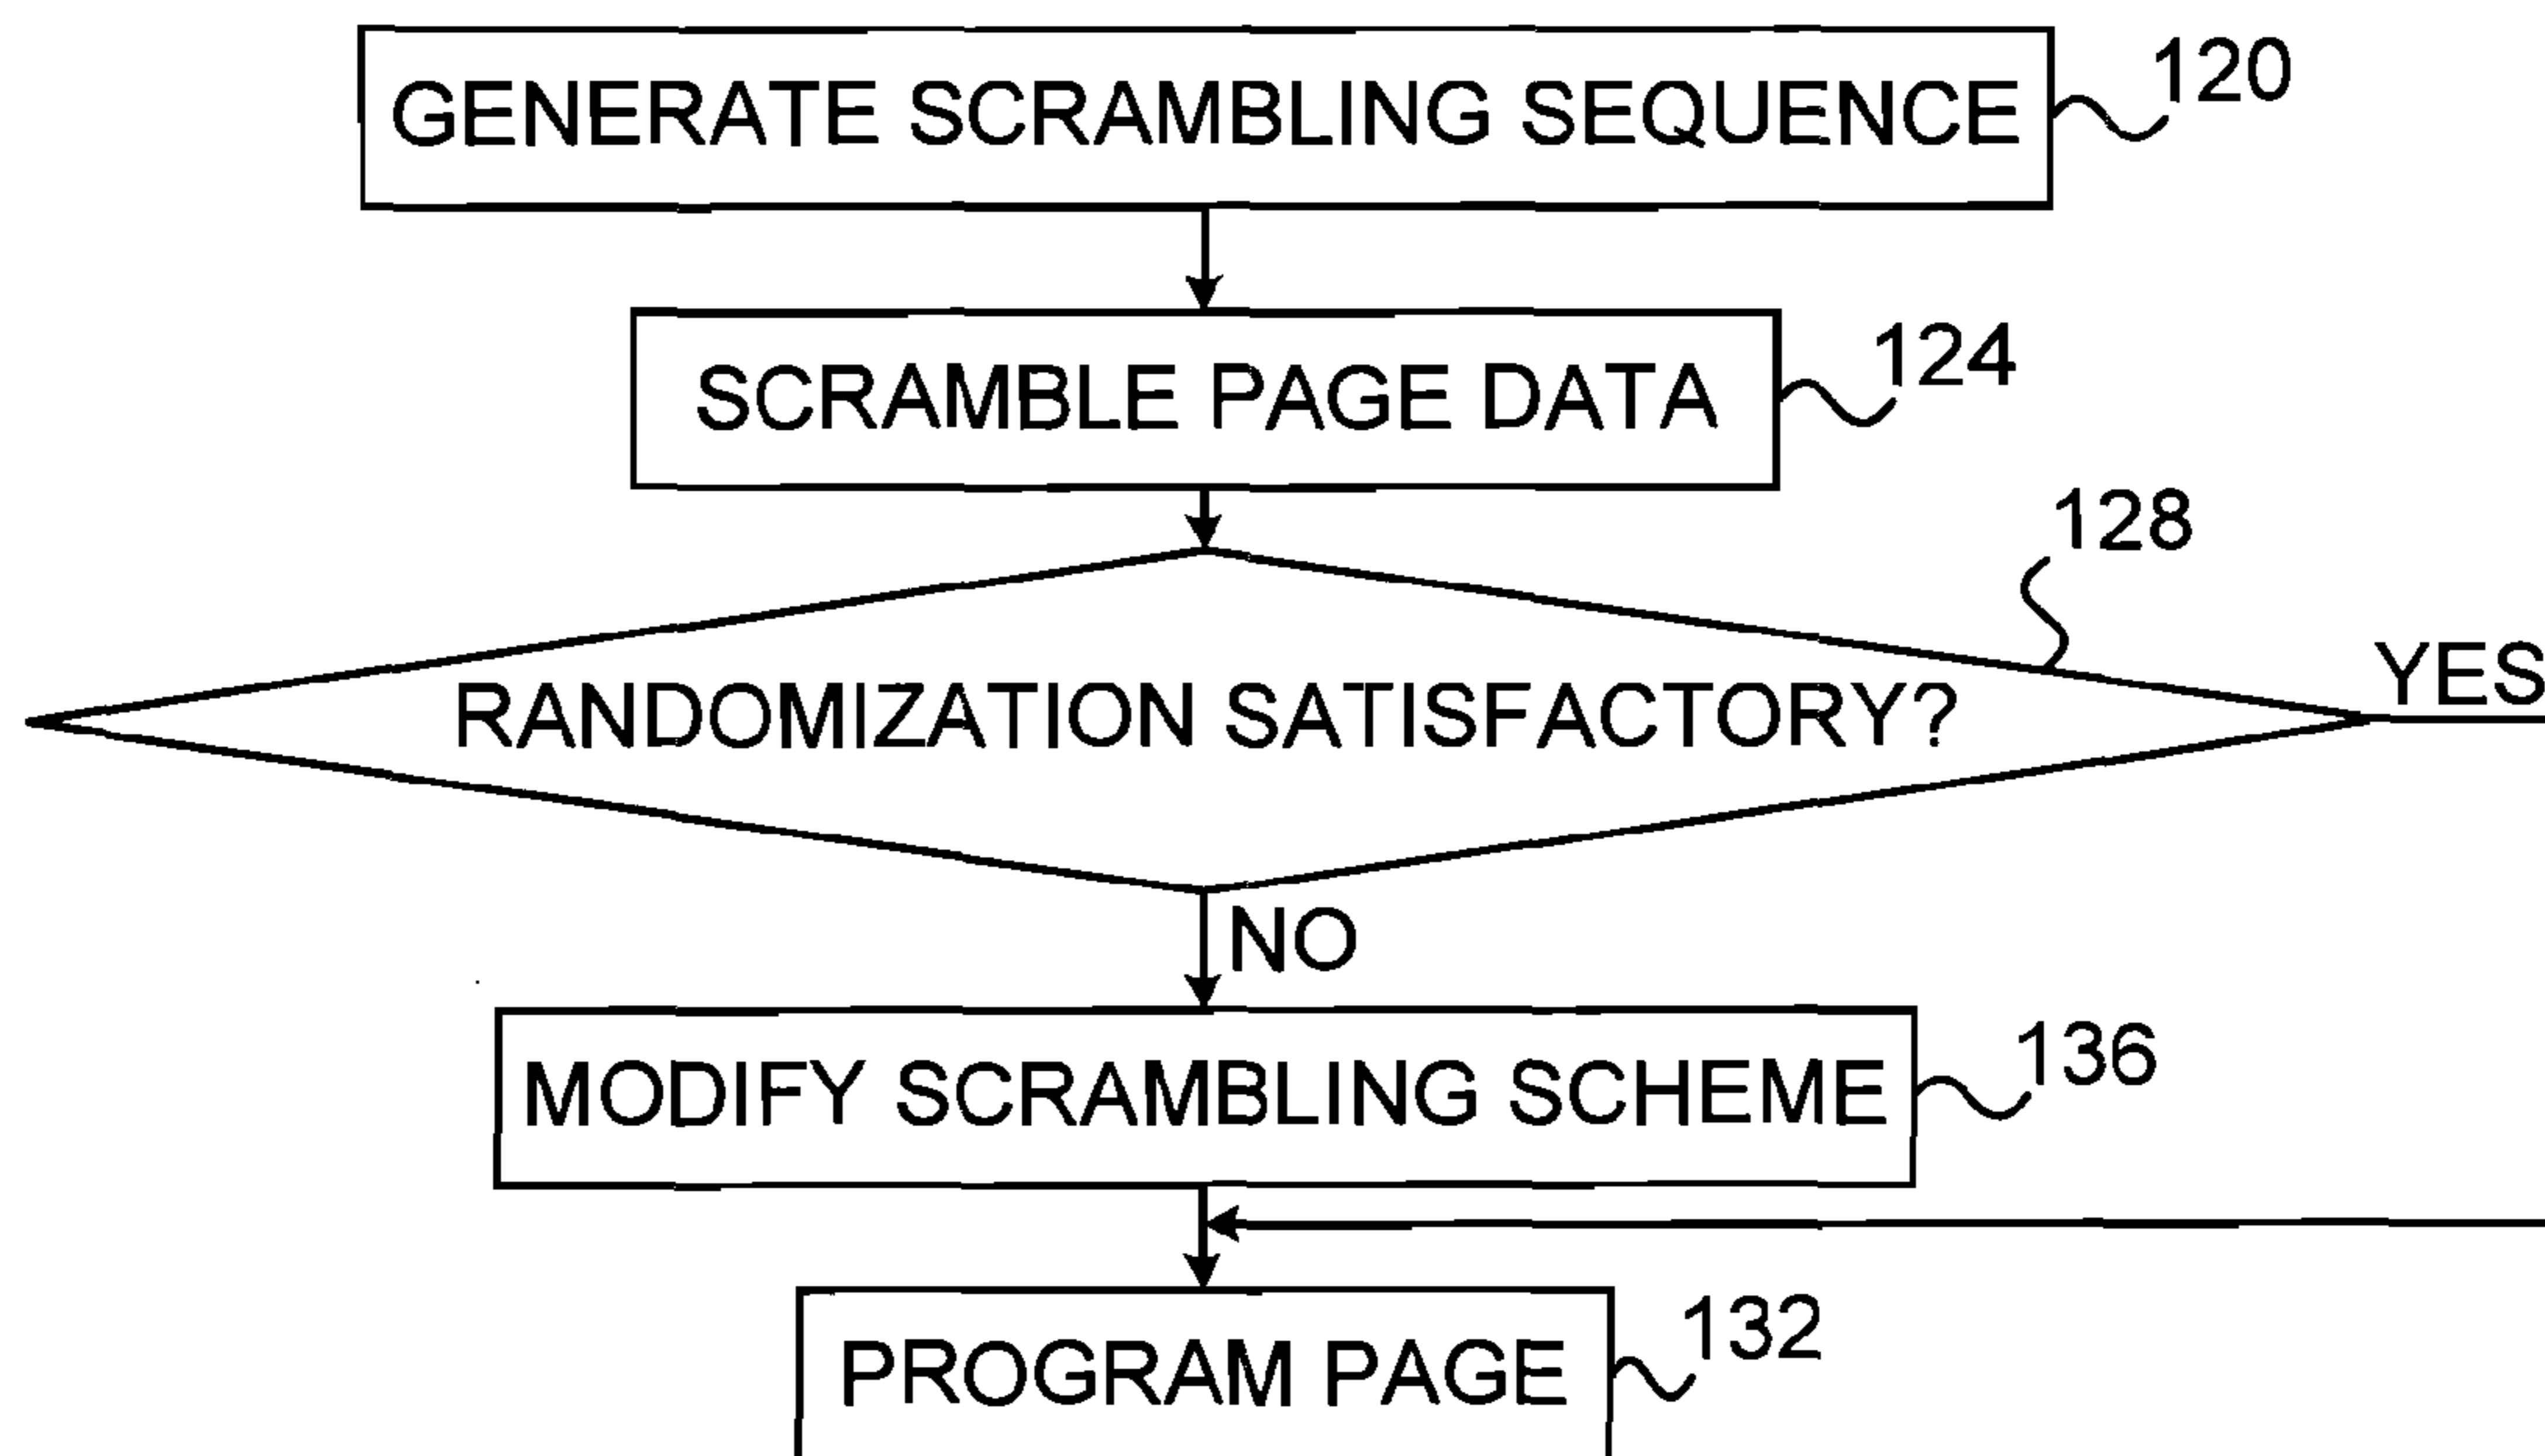 GENERATE SCRAMBLING SEQUENCE
120
SCRAMBLE PAGE DATA
124
128
RANDOMIZATION SATISFACTORY?
YES
NO
MODIFY SCRAMBLING SCHEME
136
PROGRAM PAGE
132